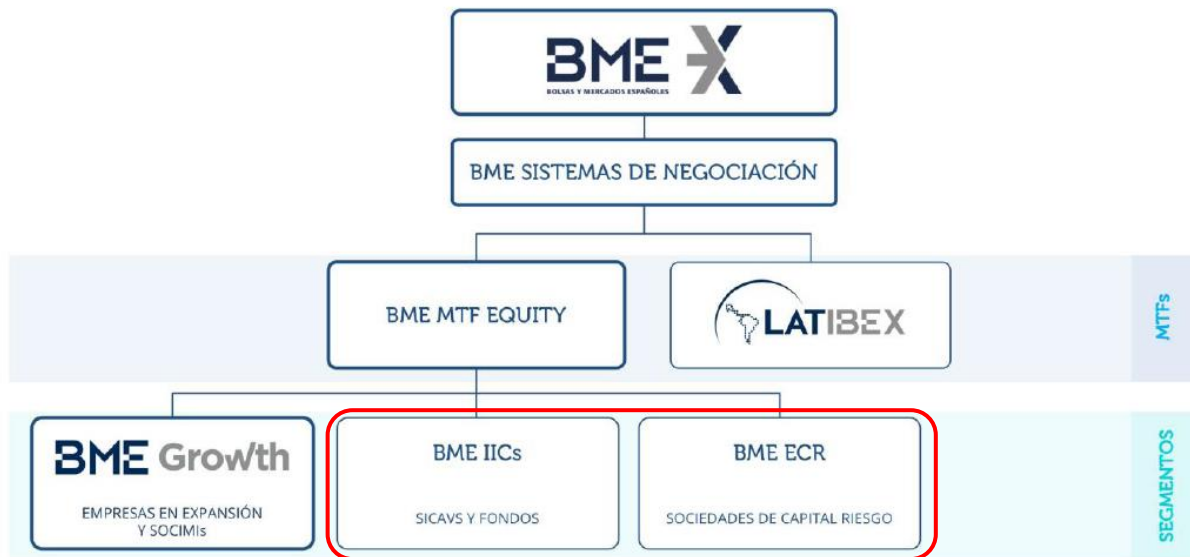 BME X
BOLSAS Y MERCADOS ESPAÑOLES
BME SISTEMAS DE NEGOCIACIÓN
BME MTF EQUITY
LATIBEX
MTFs
BME Growth
EMPRESAS EN EXPANSIÓN
Y SOCIMIs
BME IICs
SICAVS Y FONDOS
BME ECR
SOCIEDADES DE CAPITAL RIESGO
SEGMENTOS